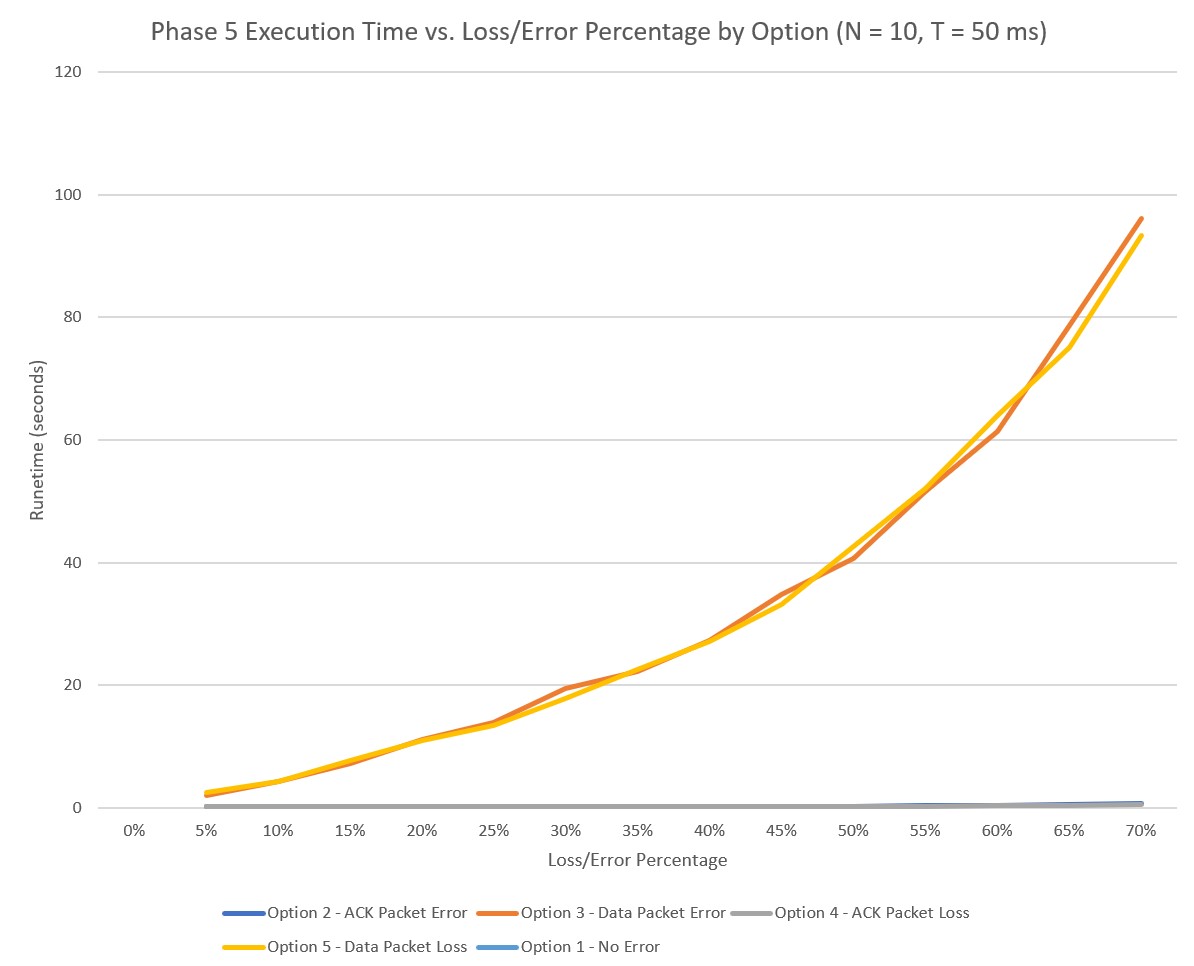 Phase 5 Execution Time vs. Loss/Error Percentage by Option (N = 10, T = 50 ms)
120
100
80
60
40
20
0
Runetime (seconds)
0% 5% 10% 15% 20% 25% 30% 35% 40% 45% 50% 55% 60% 65% 70%
Loss/Error Percentage
Option 2 - ACK Packet Error Option 3 - Data Packet Error Option 4 - ACK Packet Loss
Option 5 - Data Packet Loss Option 1 - No Error